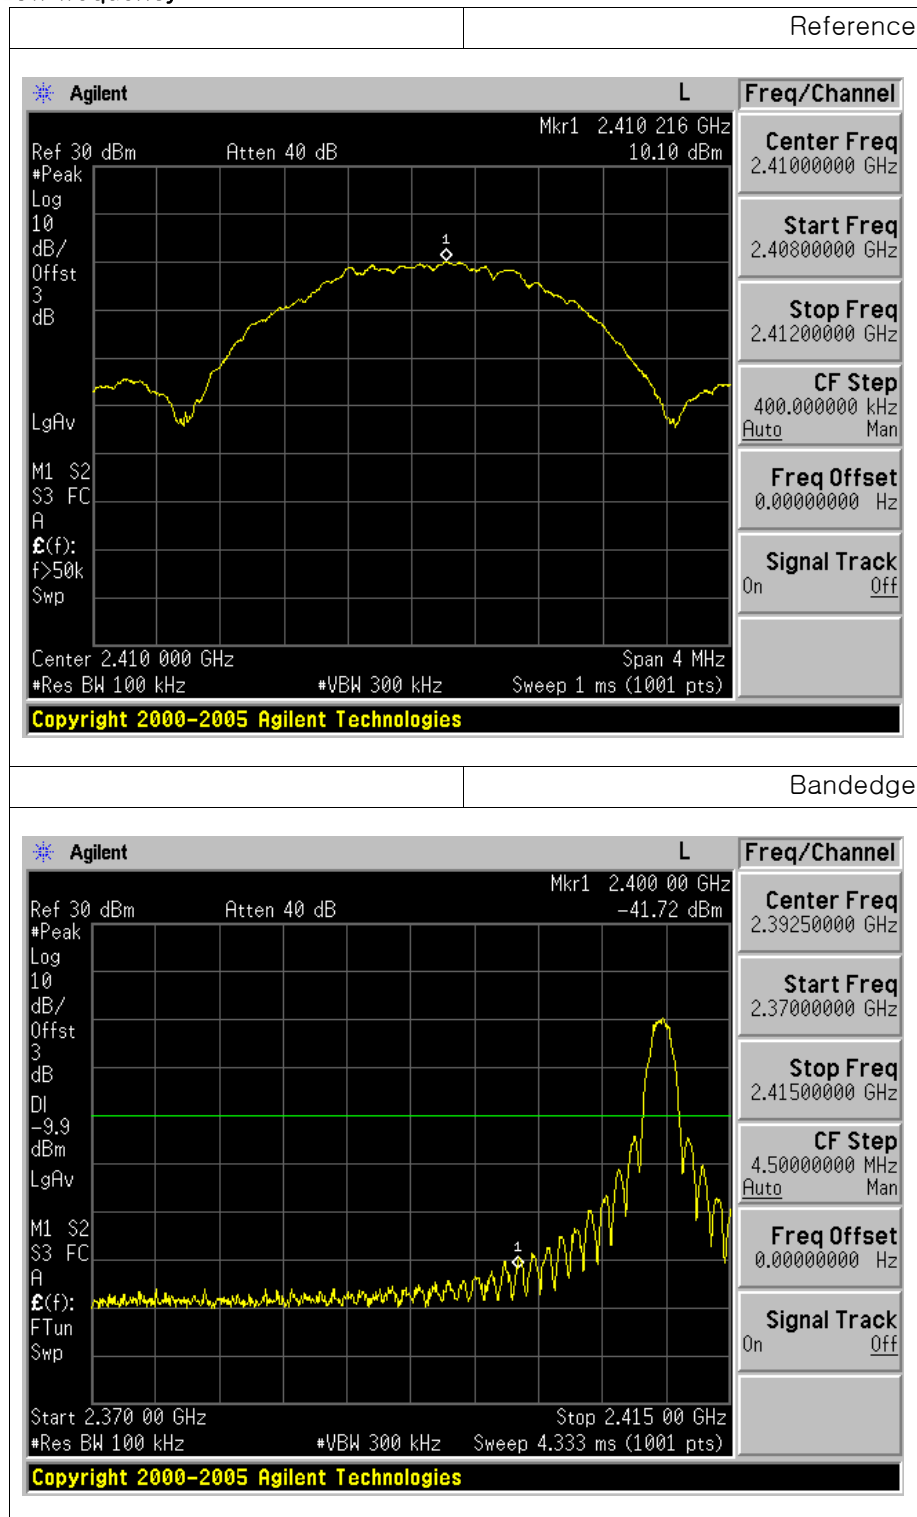 Reference
Agilent L Freq/Channel
Mkr1 2.410 216 GHz
Ref 30 dBm Atten 40 dB 10.10 dBm
#Peak
Log
10
dB/
Offst
3
dB
1
LgAv
M1 S2
S3 FC
A
£(f):
f>50k
Swp
Center 2.410 000 GHz Span 4 MHz
#Res BW 100 kHz #VBW 300 kHz Sweep 1 ms (1001 pts)
Copyright 2000-2005 Agilent Technologies
Center Freq
2.41000000 GHz
Start Freq
2.40800000 GHz
Stop Freq
2.41200000 GHz
CF Step
400.000000 kHz
Auto Man
Freq Offset
0.00000000 Hz
Signal Track
On Off
Bandedge
Agilent L Freq/Channel
Mkr1 2.400 00 GHz
Ref 30 dBm Atten 40 dB -41.72 dBm
#Peak
Log
10
dB/
Offst
3
dB
DI
-9.9
dBm
LgAv
1
M1 S2
S3 FC
A
£(f):
FTun
Swp
Start 2.370 00 GHz Stop 2.415 00 GHz
#Res BW 100 kHz #VBW 300 kHz Sweep 4.333 ms (1001 pts)
Copyright 2000-2005 Agilent Technologies
Center Freq
2.39250000 GHz
Start Freq
2.37000000 GHz
Stop Freq
2.41500000 GHz
CF Step
4.50000000 MHz
Auto Man
Freq Offset
0.00000000 Hz
Signal Track
On Off